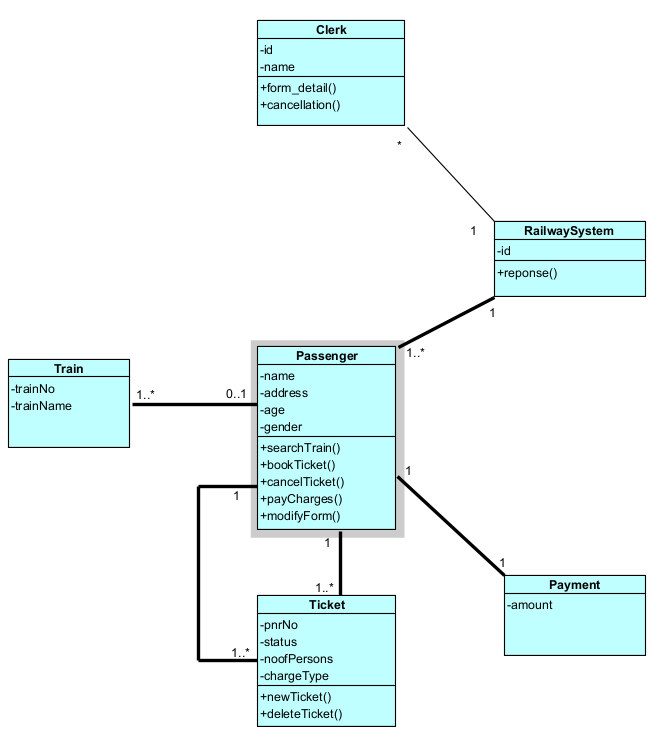 Clerk
-id
-name
+form_detail()
+cancellation()
*
1
RailwaySystem
-id
+reponse()
1
1..*
Train
-trainNo
-trainName
1..*
0..1
Passenger
-name
-address
-age
-gender
+searchTrain()
+bookTicket()
+cancelTicket()
+payCharges()
+modifyForm()
1
1
1
1..*
1..*
1
Payment
-amount
Ticket
-pnrNo
-status
-noofPersons
-chargeType
+newTicket()
+deleteTicket()